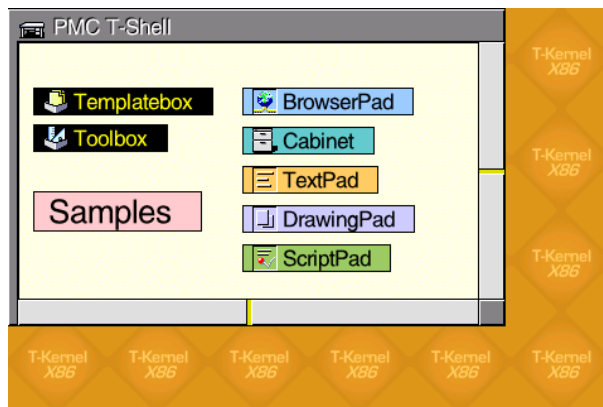 PMC T-Shell
Templatebox
Toolbox
Samples
BrowserPad
Cabinet
TextPad
DrawingPad
ScriptPad
T-Kernel
X86
T-Kernel
X86
T-Kernel
X86
T-Kernel
X86
T-Kernel
X86
T-Kernel
X86
T-Kernel
X86
T-Kernel
X86
T-Kernel
X86